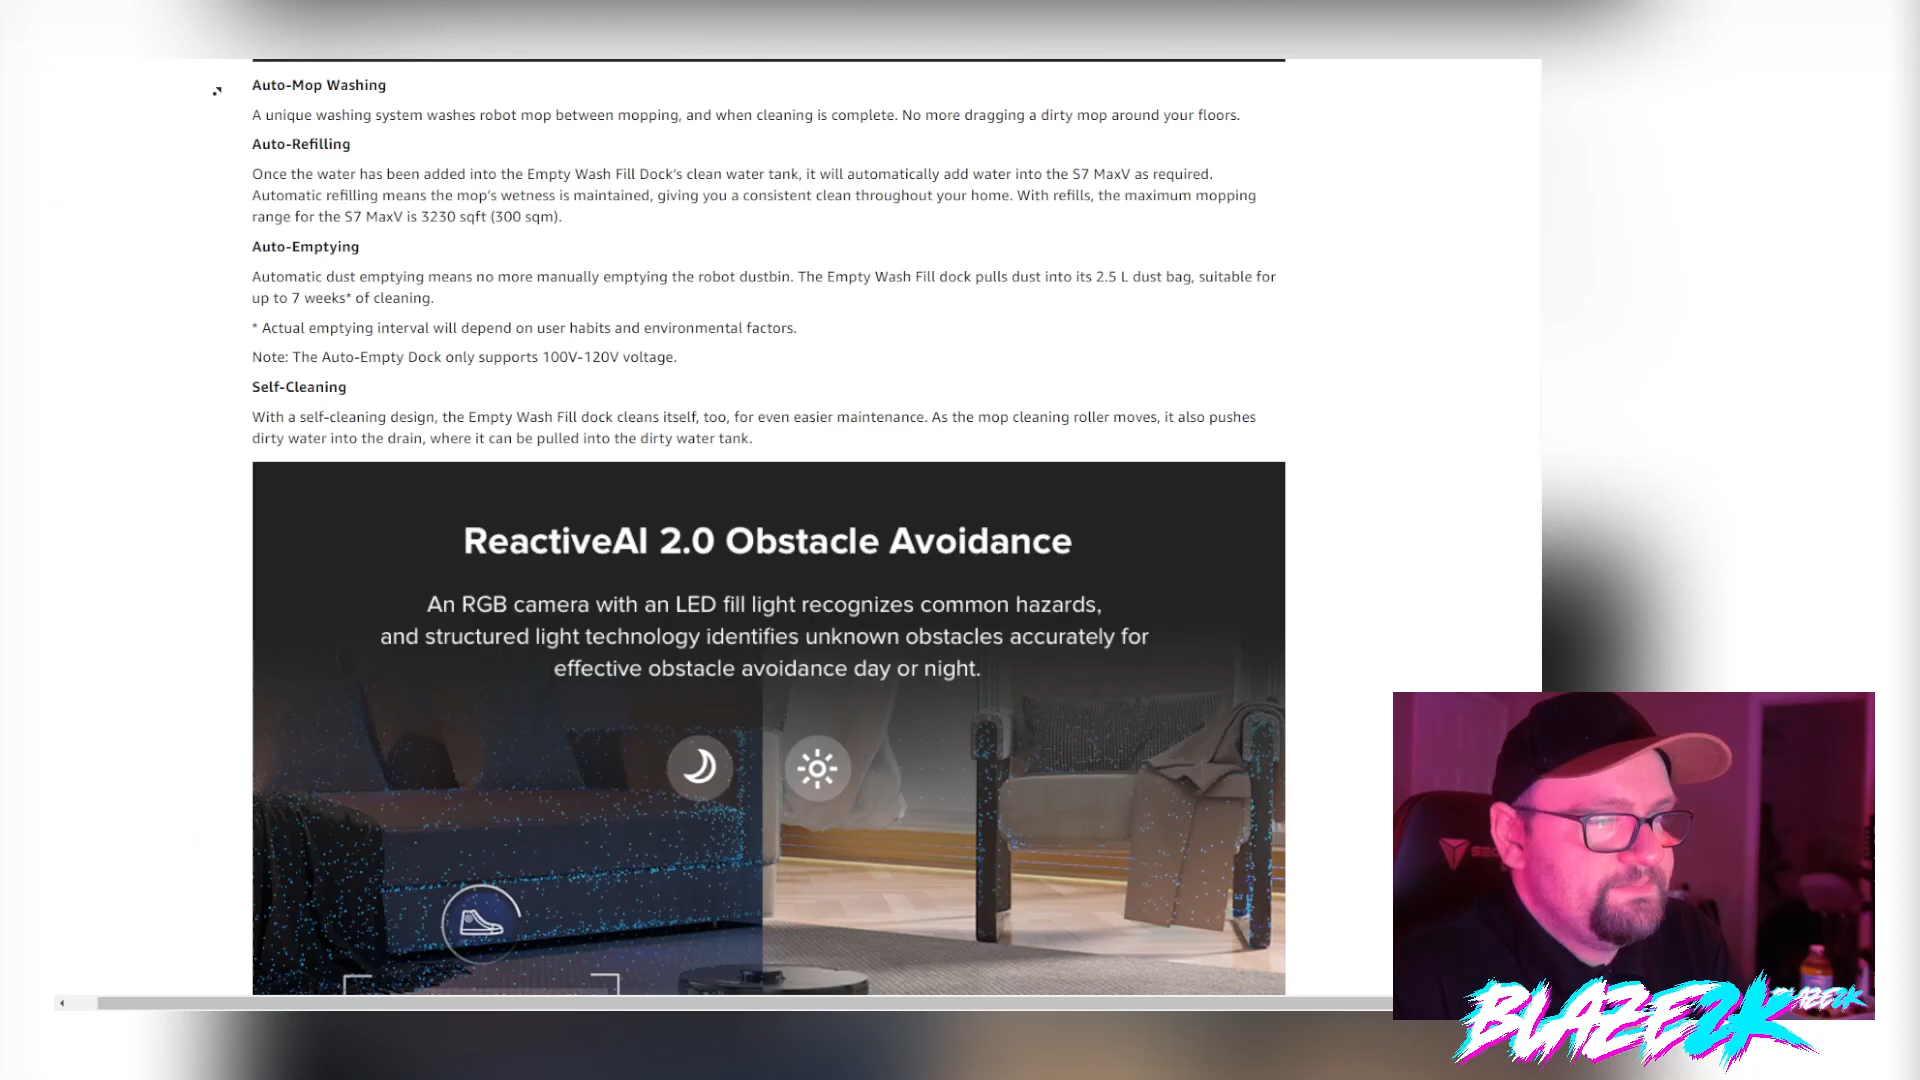 Auto-Mop Washing
A unique washing system washes robot mop between mopping, and when cleaning is complete. No more dragging a dirty mop around your floors.
Auto-Refilling
Once the water has been added into the Empty Wash Fill Dock's clean water tank, it will automatically add water into the S7 MaxV as required.
Automatic refilling means the mop's wetness is maintained, giving you a consistent clean throughout your home. With refills, the maximum mopping
range for the S7 MaxV is 3230 sqft (300 sqm).
Auto-Emptying
Automatic dust emptying means no more manually emptying the robot dustbin. The Empty Wash Fill dock pulls dust into its 2.5 L dust bag, suitable for
up to 7 weeks* of cleaning.
* Actual emptying interval will depend on user habits and environmental factors.
Note: The Auto-Empty Dock only supports 100V-120V voltage.
Self-Cleaning
With a self-cleaning design, the Empty Wash Fill dock cleans itself, too, for even easier maintenance. As the mop cleaning roller moves, it also pushes
dirty water into the drain, where it can be pulled into the dirty water tank.
ReactiveAI 2.0 Obstacle Avoidance
An RGB camera with an LED fill light recognizes common hazards,
and structured light technology identifies unknown obstacles accurately for
effective obstacle avoidance day or night.
BLAZE2K
BLAZE2K